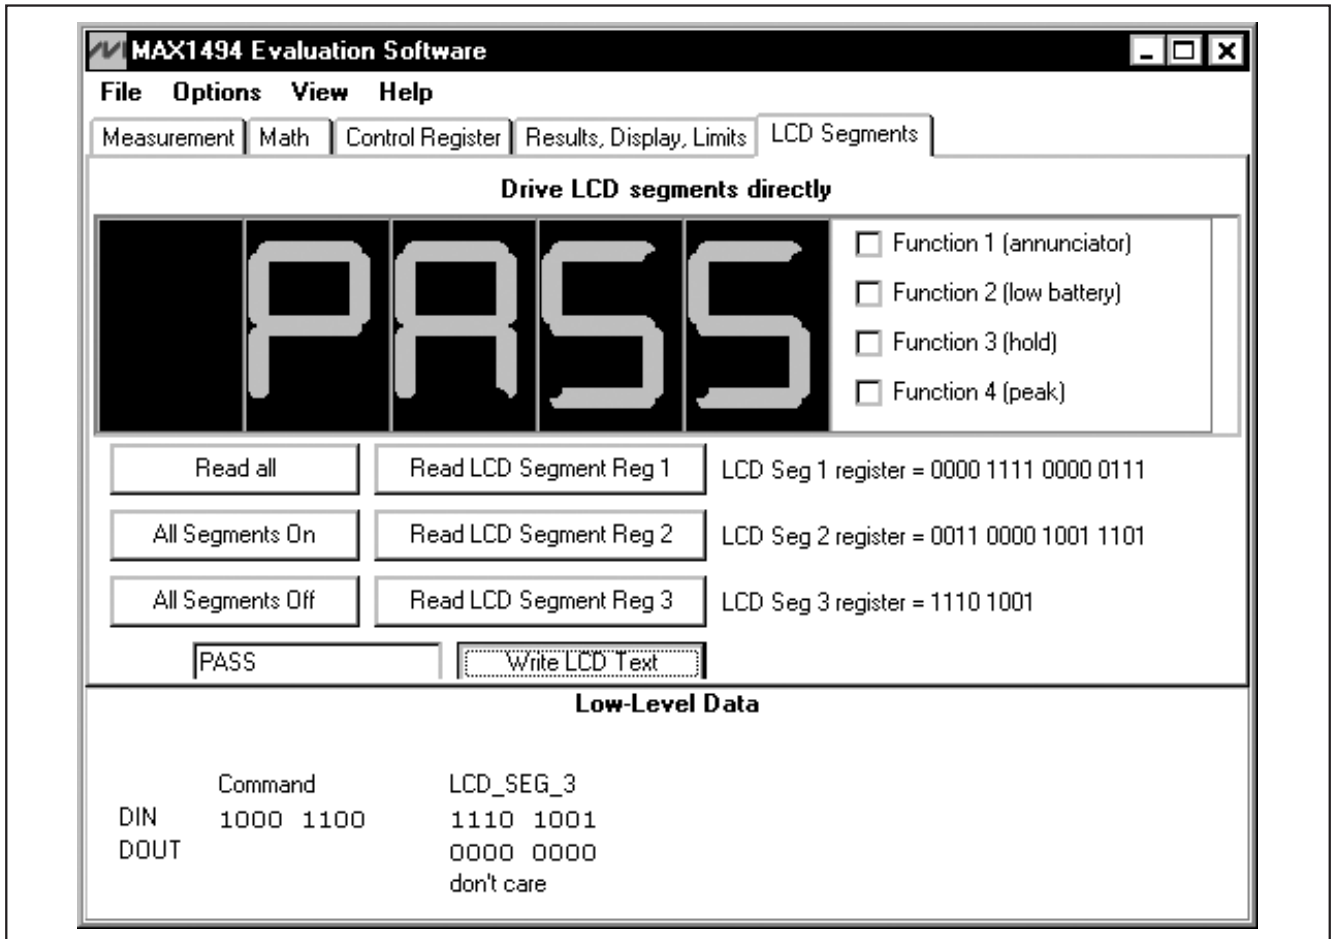 MAX1494 Evaluation Software
File Options View Help
Measurement Math Control Register Results, Display, Limits LCD Segments
Drive LCD segments directly
PASS
Function 1 (annunciator)
Function 2 (low battery)
Function 3 (hold)
Function 4 (peak)
Read all Read LCD Segment Reg 1 LCD Seg 1 register = 0000 1111 0000 0111
All Segments On Read LCD Segment Reg 2 LCD Seg 2 register = 0011 0000 1001 1101
All Segments Off Read LCD Segment Reg 3 LCD Seg 3 register = 1110 1001
PASS Write LCD Text
Low-Level Data
Command LCD_SEG_3
DIN 1000 1100 1110 1001
DOUT 0000 0000
don't care